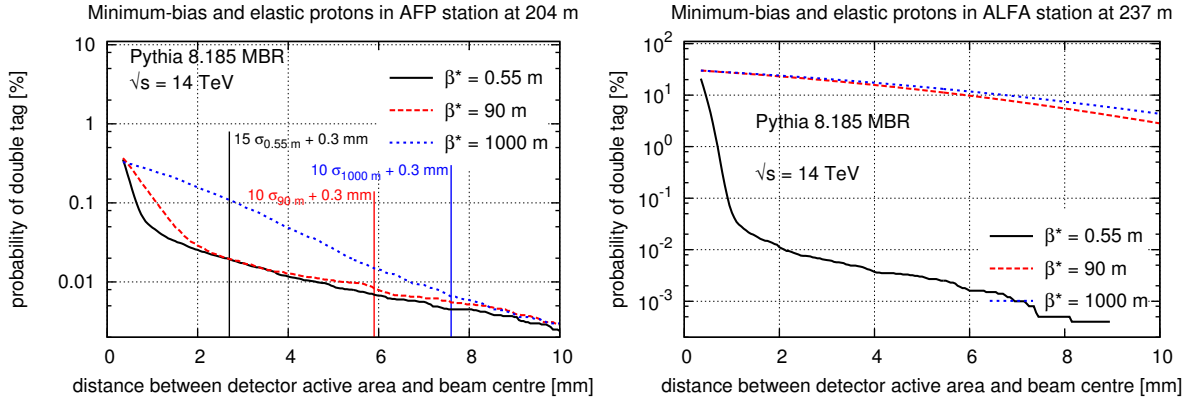 Minimum-bias and elastic protons in AFP station at 204 m
probability of double tag [%]
10
1
0.1
0.01
Pythia 8.185 MBR
√s = 14 TeV
β* = 0.55 m
β* = 90 m
β* = 1000 m
15 σ0.55 m + 0.3 mm
10 σ1000 m + 0.3 mm
10 σ90 m + 0.3 mm
0 2 4 6 8 10
distance between detector active area and beam centre [mm]
Minimum-bias and elastic protons in ALFA station at 237 m
probability of double tag [%]
10²
10¹
10⁰
10⁻¹
10⁻²
10⁻³
Pythia 8.185 MBR
√s = 14 TeV
β* = 0.55 m
β* = 90 m
β* = 1000 m
0 2 4 6 8 10
distance between detector active area and beam centre [mm]